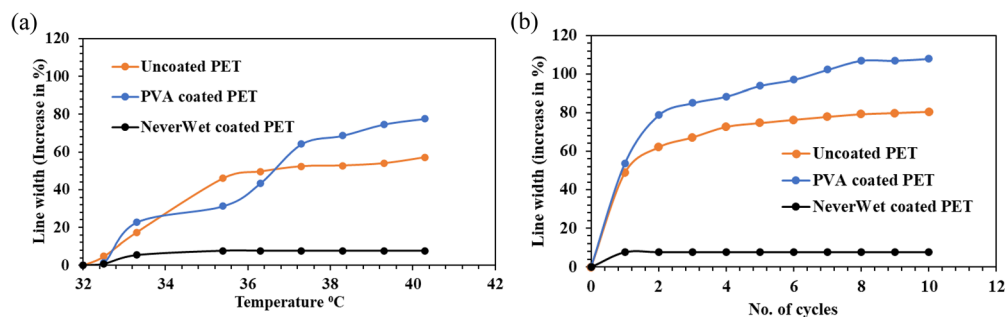 (a)
Line width (Increase in %)
120
100
80
60
40
20
0
Uncoated PET
PVA coated PET
NeverWet coated PET
32
34
36
38
40
42
Temperature ⁰C
(b)
Line width (increase in %)
120
100
80
60
40
20
0
Uncoated PET
PVA coated PET
NeverWet coated PET
0
2
4
6
8
10
12
No. of cycles